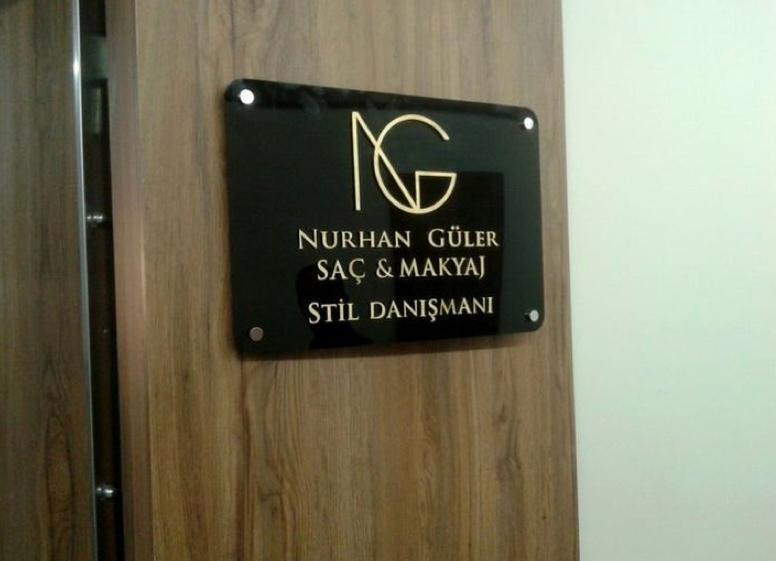 NG
NURHAN GÜLER
SAÇ & MAKYAJ
STİL DANIŞMANI